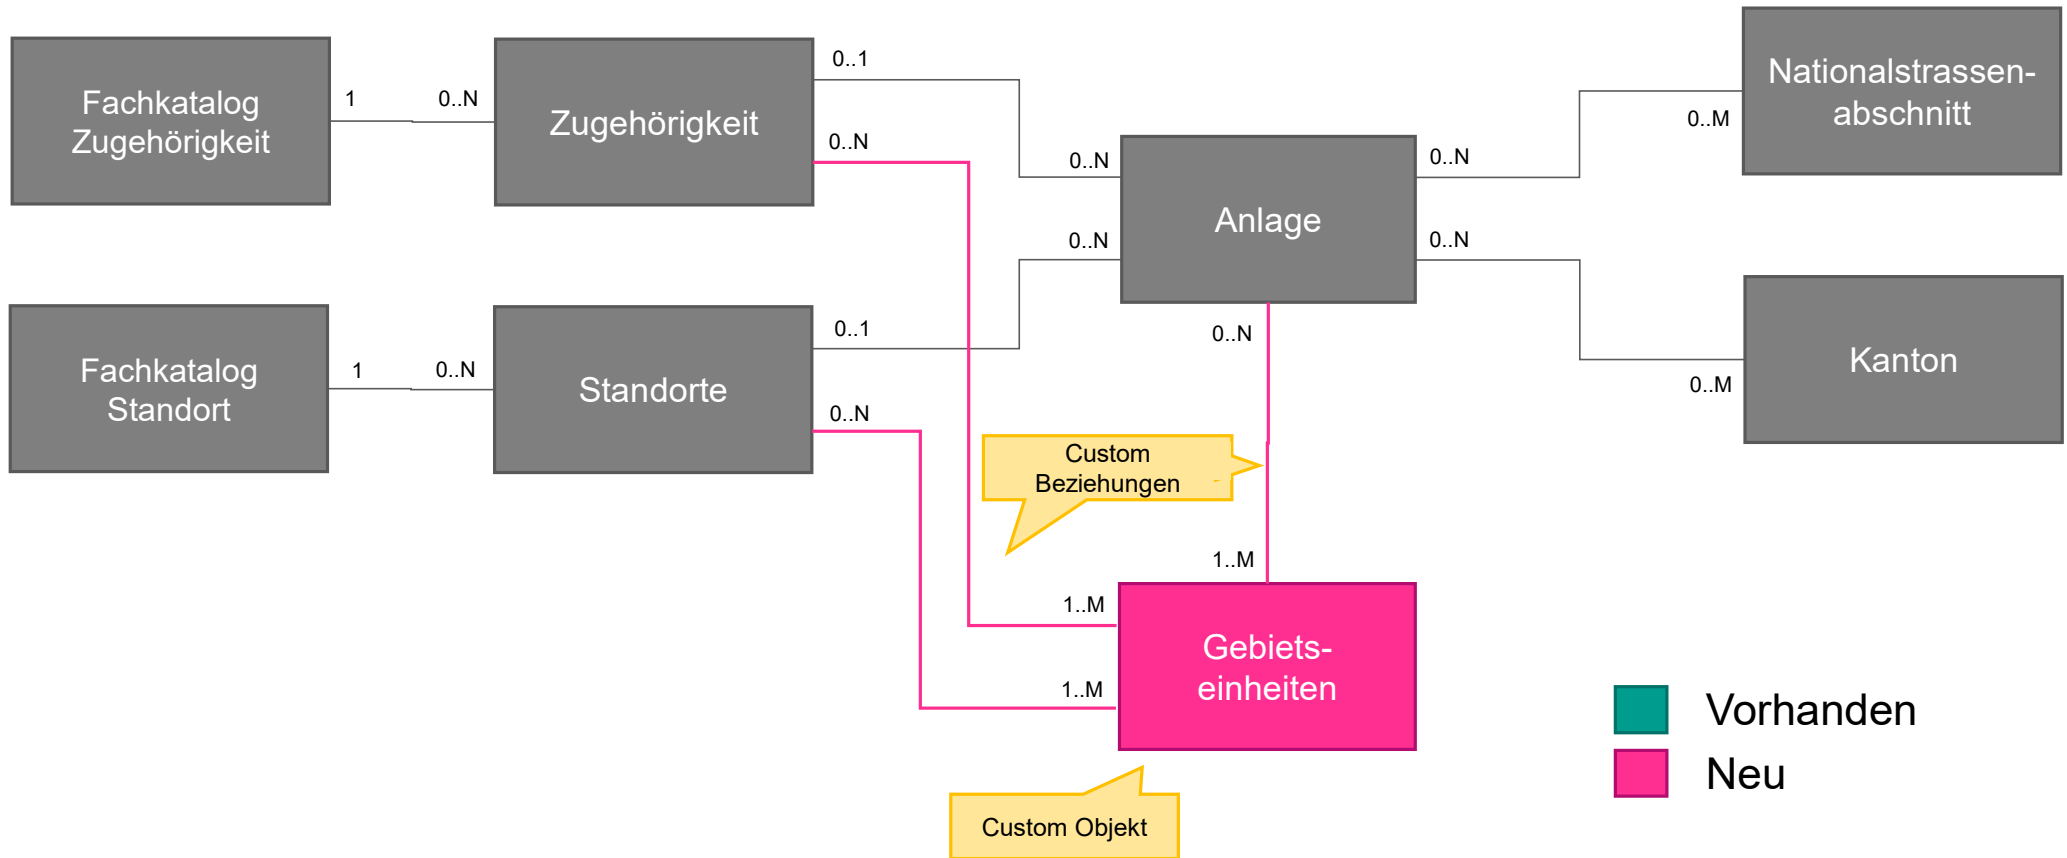 Fachkatalog
Zugehörigkeit
1
0..N
Zugehörigkeit
0..1
0..N
0..N
Anlage
0..N
0..M
Nationalstrassen-
abschnitt
Fachkatalog
Standort
1
0..N
Standorte
0..1
0..N
0..N
0..N
0..N
0..M
Kanton
Custom
Beziehungen
1..M
1..M
1..M
Gebiets-
einheiten
Custom Objekt
Vorhanden
Neu